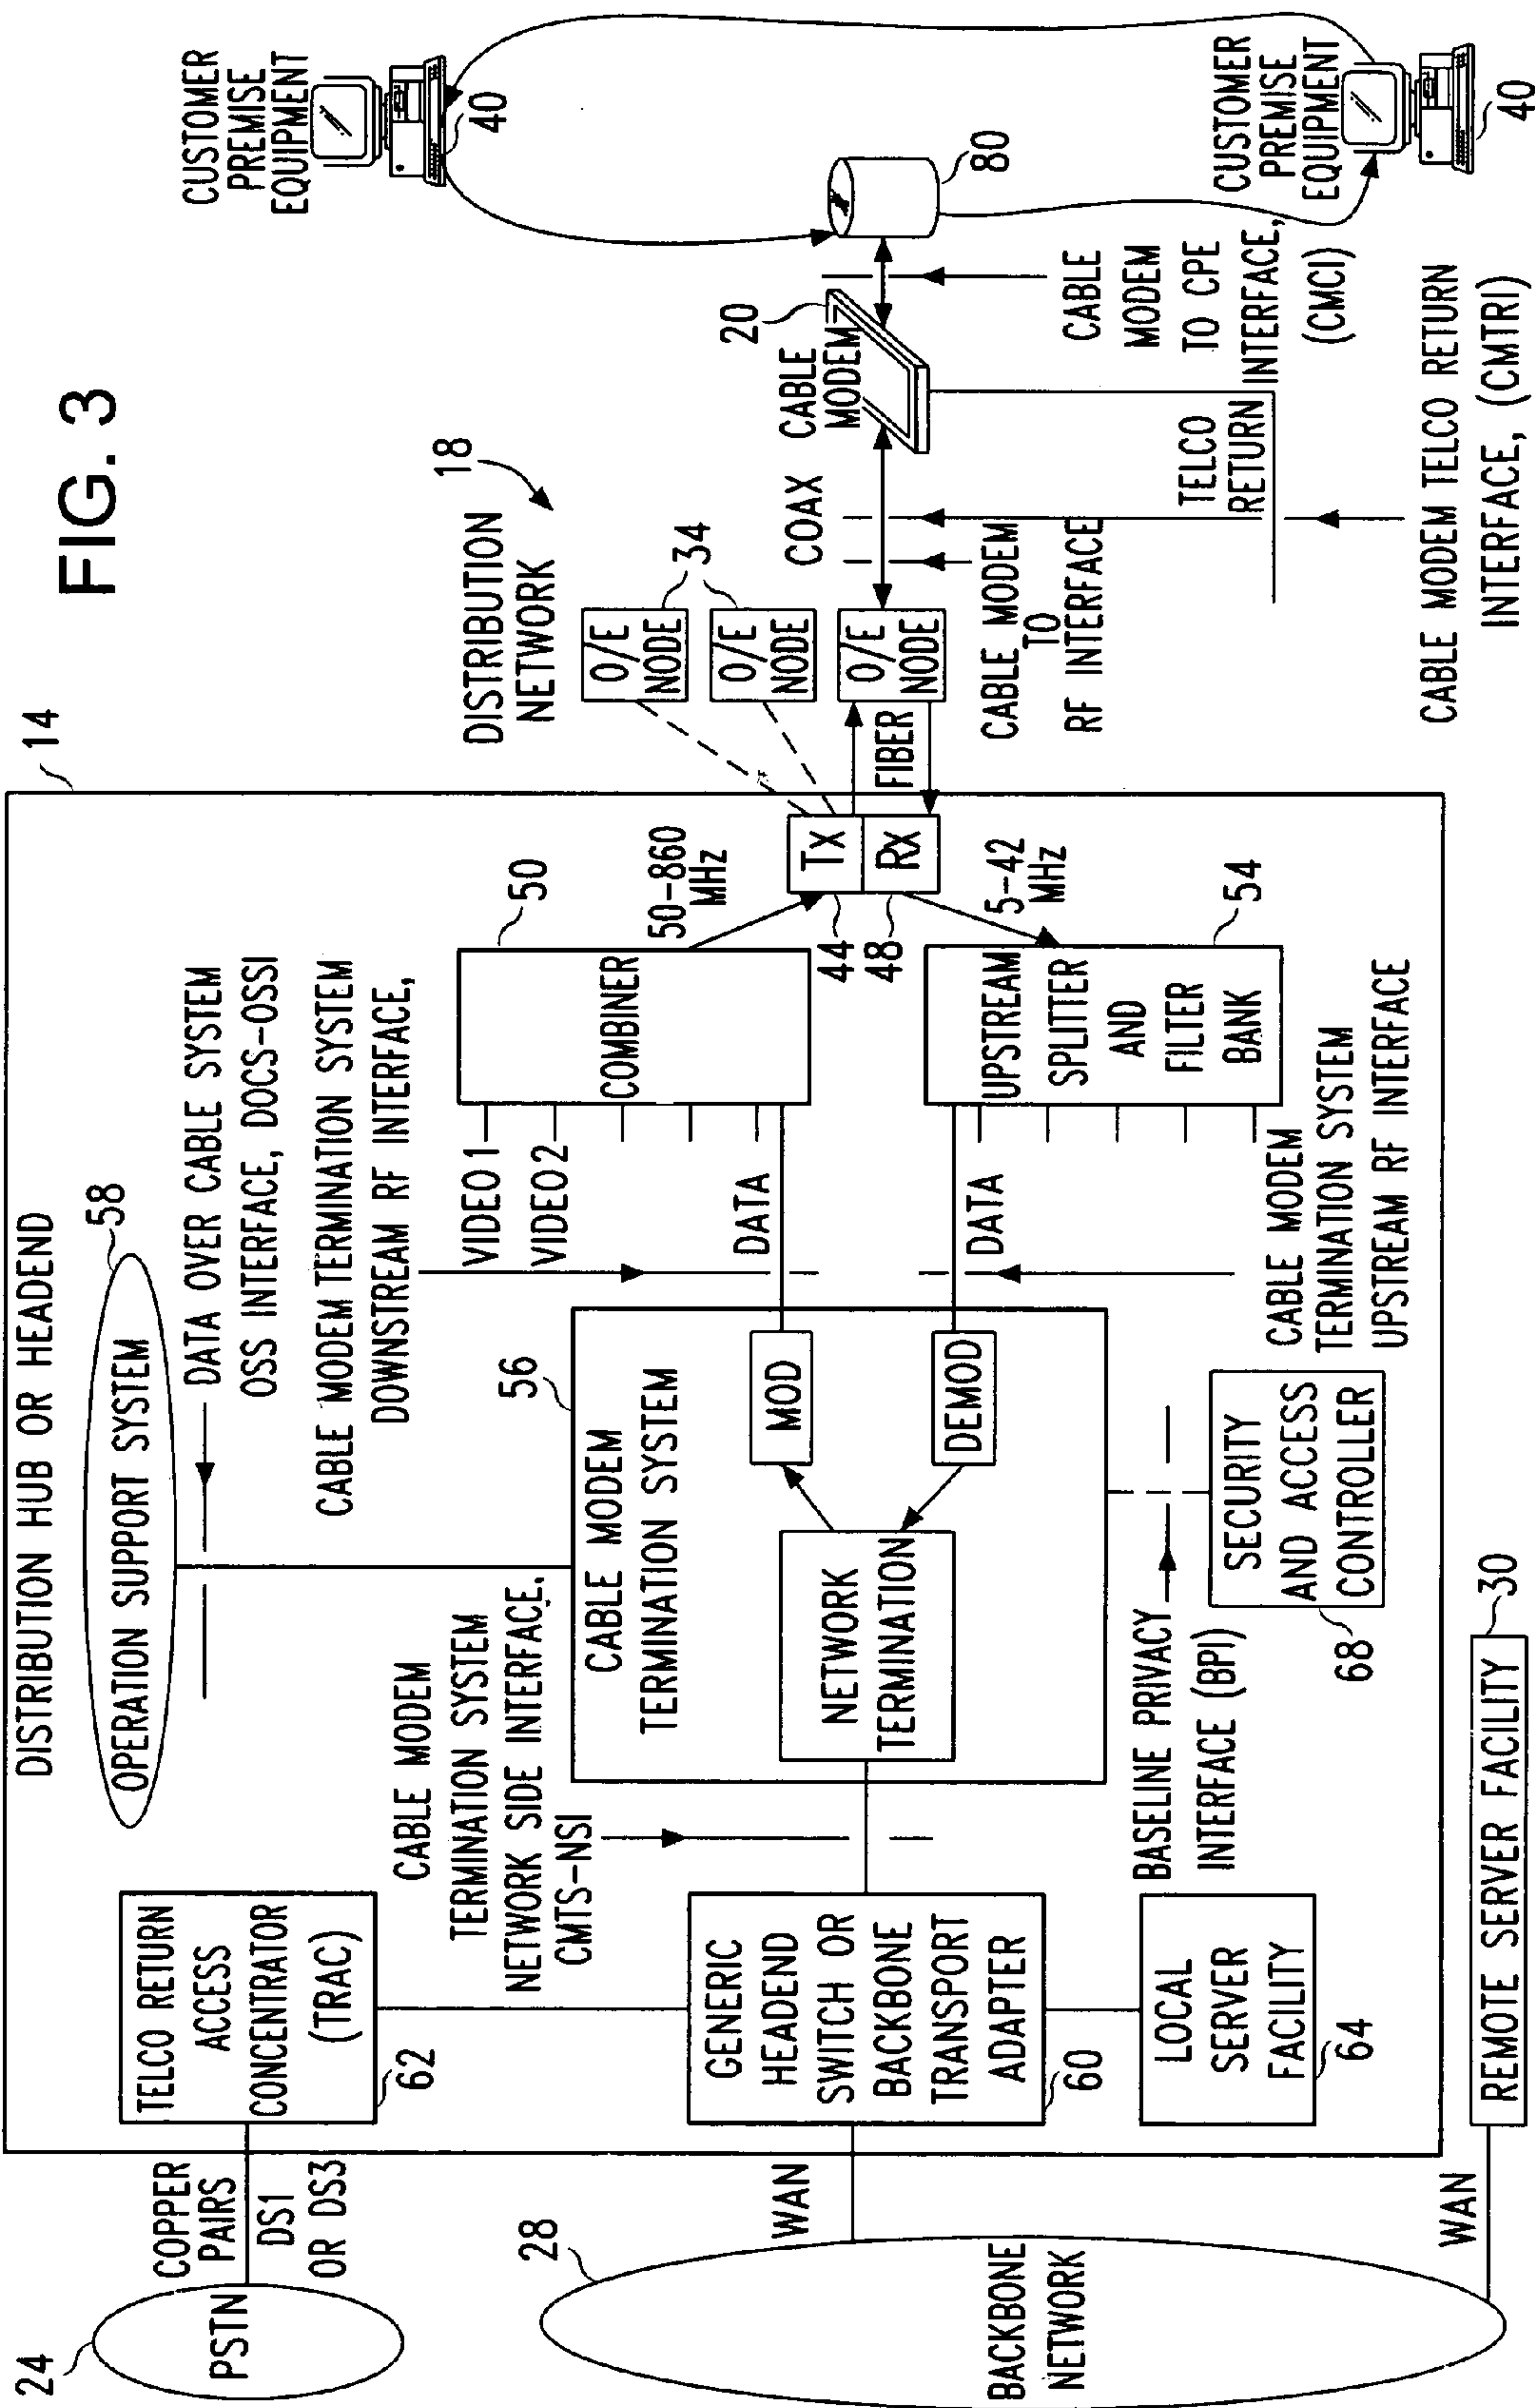 FIG. 3
DISTRIBUTION HUB OR HEADEND
14
24
PSTN
COPPER
PAIRS
DS1
OR DS3
TELCO RETURN
ACCESS
CONCENTRATOR
(TRAC)
62
OPERATION SUPPORT SYSTEM
58
DATA OVER CABLE SYSTEM
OSS INTERFACE, DOCS-OSSI
CABLE MODEM TERMINATION SYSTEM
DOWNSTREAM RF INTERFACE,
CABLE MODEM
TERMINATION SYSTEM
NETWORK SIDE INTERFACE,
CMTS-NSI
28
BACKBONE
NETWORK
WAN
GENERIC
HEADEND
SWITCH OR
BACKBONE
TRANSPORT
ADAPTER
60
LOCAL
SERVER
FACILITY
64
WAN
REMOTE SERVER FACILITY
30
56
CABLE MODEM
TERMINATION SYSTEM
NETWORK
TERMINATION
MOD
DEMOD
BASELINE PRIVACY
INTERFACE (BPI)
SECURITY
AND ACCESS
CONTROLLER
68
VIDEO1
VIDEO2
DATA
DATA
COMBINER
50
50-860
MHz
UPSTREAM
SPLITTER
AND
FILTER
BANK
54
5-42
MHz
CABLE MODEM
TERMINATION SYSTEM
UPSTREAM RF INTERFACE
Tx
Rx
44
48
FIBER
DISTRIBUTION
NETWORK
18
O/E
NODE
O/E
NODE
O/E
NODE
34
COAX
CABLE MODEM
TO
RF INTERFACE
CABLE
MODEM
20
TELCO
RETURN
CABLE MODEM TELCO RETURN
INTERFACE, (CMTRI)
CABLE
MODEM
TO CPE
INTERFACE,
(CMCI)
80
CUSTOMER
PREMISE
EQUIPMENT
40
CUSTOMER
PREMISE
EQUIPMENT
40